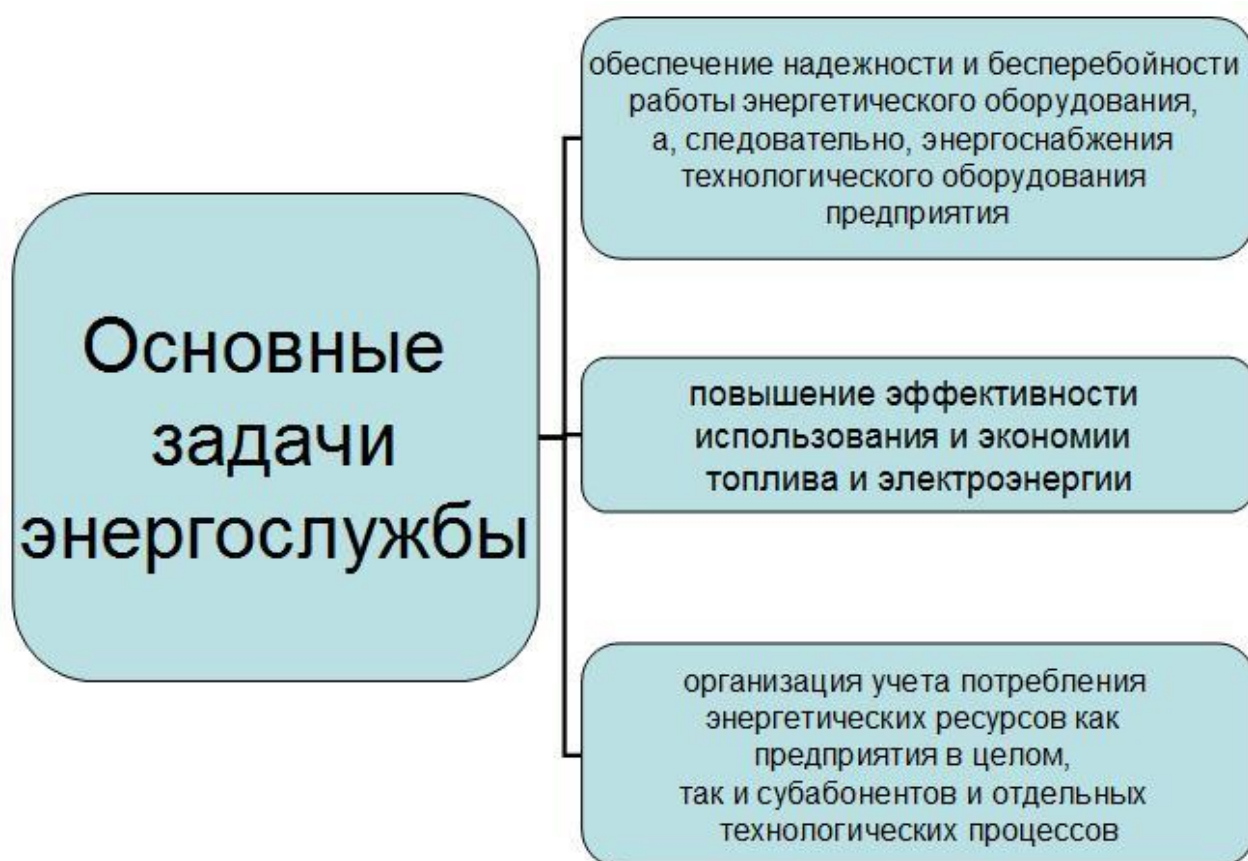 Основные
задачи
энергослужбы
обеспечение надежности и бесперебойности
работы энергетического оборудования,
а, следовательно, энергоснабжения
технологического оборудования
предприятия
повышение эффективности
использования и экономии
топлива и электроэнергии
организация учета потребления
энергетических ресурсов как
предприятия в целом,
так и субабонентов и отдельных
технологических процессов